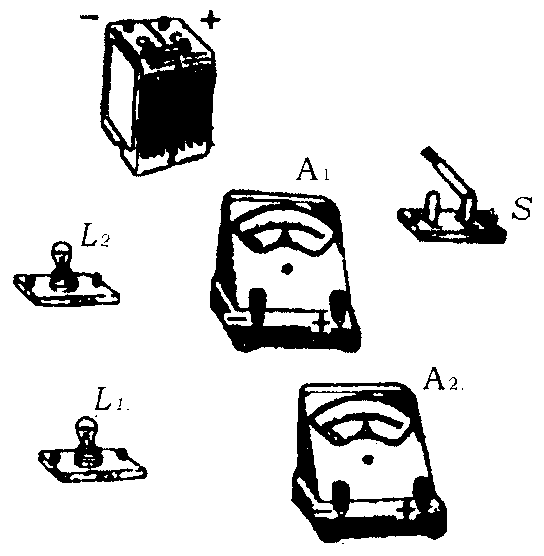 − +
A1
S
L2
− +
A2.
L1.
− +